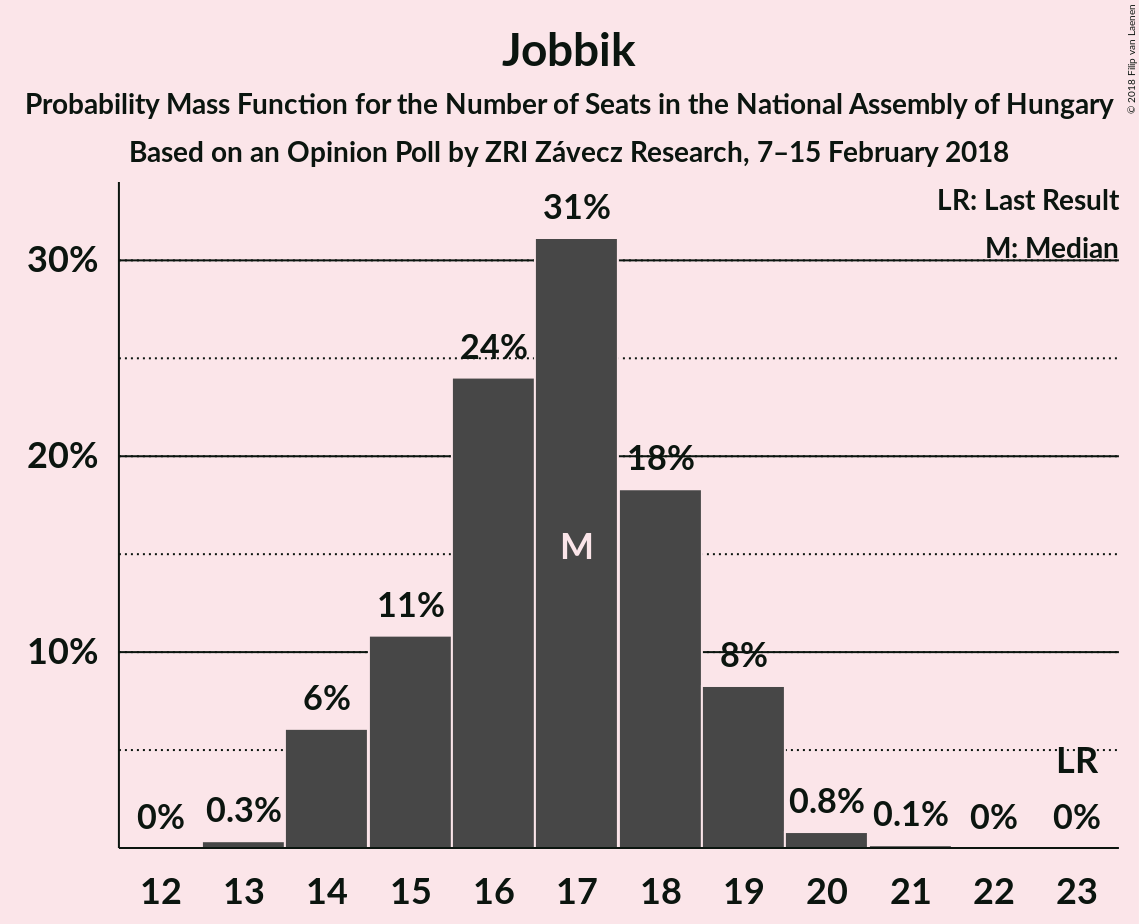 Jobbik
Probability Mass Function for the Number of Seats in the National Assembly of Hungary
Based on an Opinion Poll by ZRI Závecz Research, 7–15 February 2018
© 2018 Filip van Laenen
LR: Last Result
M: Median
30%
20%
10%
0%
0.3%
6%
11%
24%
31%
18%
8%
0.8%
0.1%
0%
0%
M
LR
12 13 14 15 16 17 18 19 20 21 22 23